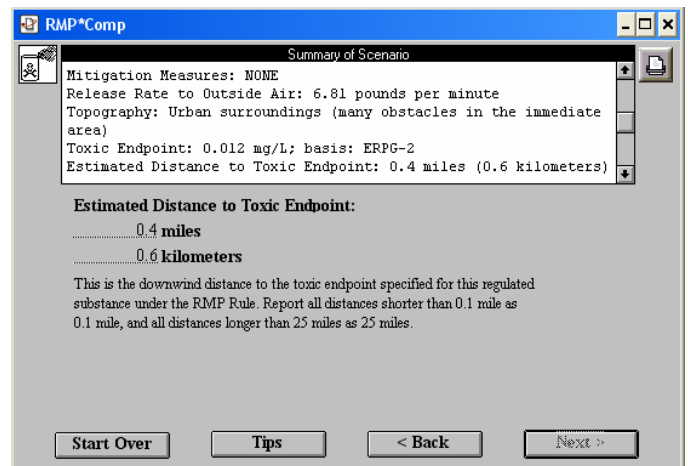 RMP*Comp
Summary of Scenario
Mitigation Measures: NONE
Release Rate to Outside Air: 6.81 pounds per minute
Topography: Urban surroundings (many obstacles in the immediate
area)
Toxic Endpoint: 0.012 mg/L; basis: ERPG-2
Estimated Distance to Toxic Endpoint: 0.4 miles (0.6 kilometers)
Estimated Distance to Toxic Endpoint:
0.4 miles
0.6 kilometers
This is the downwind distance to the toxic endpoint specified for this regulated
substance under the RMP Rule. Report all distances shorter than 0.1 mile as
0.1 mile, and all distances longer than 25 miles as 25 miles.
Start Over Tips < Back Next >